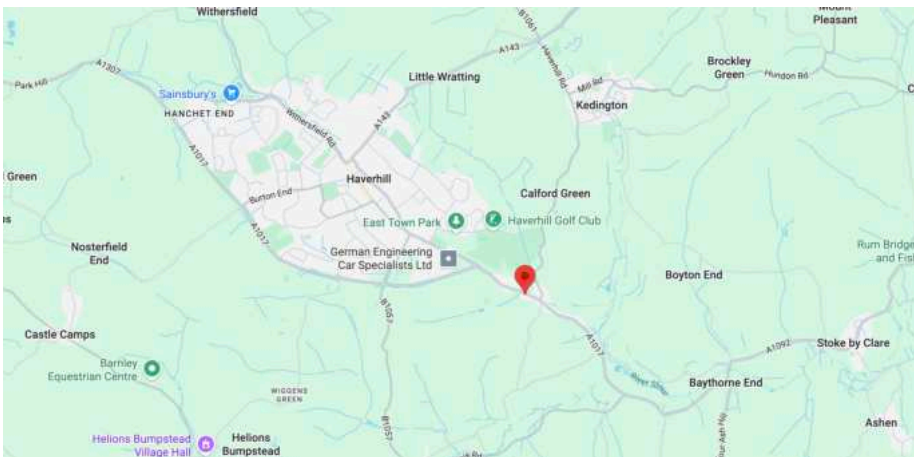 Withersfield
B1061
Mount
Pleasant
A143
A1307
Park Hill
Haverhill Rd
Brockley
Green
Little Wratting
Mill Rd
Hundon Rd
Sainsbury's
Kedington
HANCHET END
Withersfield Rd
A143
A1017
Green
Haverhill
Burton End
Calford Green
East Town Park
Haverhill Golf Club
A1017
Nosterfield
End
German Engineering
Car Specialists Ltd
Rum Bridge
and Fis
Boyton End
B1057
Castle Camps
A1017
Stoke by Clare
A1092
Barnley
Equestrian Centre
River Stour
Baythorne End
WIGGENS
GREEN
Ashen
B1057
Helions Bumpstead
Village Hall
Helions
Bumpstead